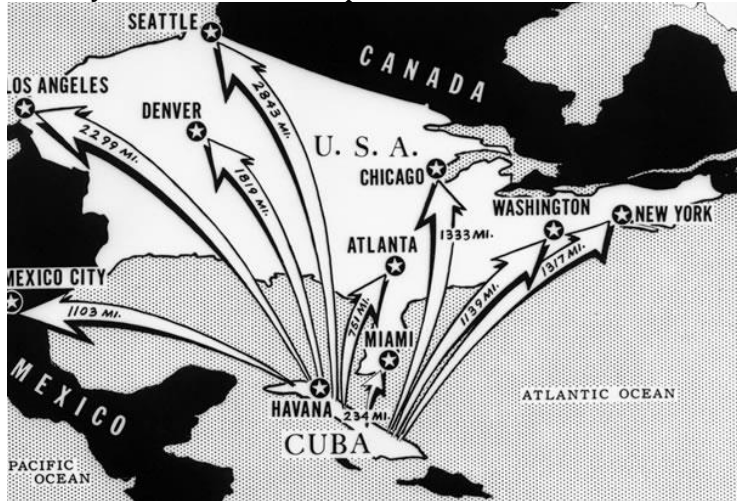 SEATTLE
CANADA
LOS ANGELES
2843 MI.
DENVER
2299 MI.
U. S. A.
1819 MI.
CHICAGO
WASHINGTON
NEW YORK
1333 MI.
ATLANTA
1139 MI.
1317 MI.
MEXICO CITY
1103 MI.
751 MI.
MIAMI
MEXICO
HAVANA
234 MI.
ATLANTIC OCEAN
CUBA
PACIFIC
OCEAN